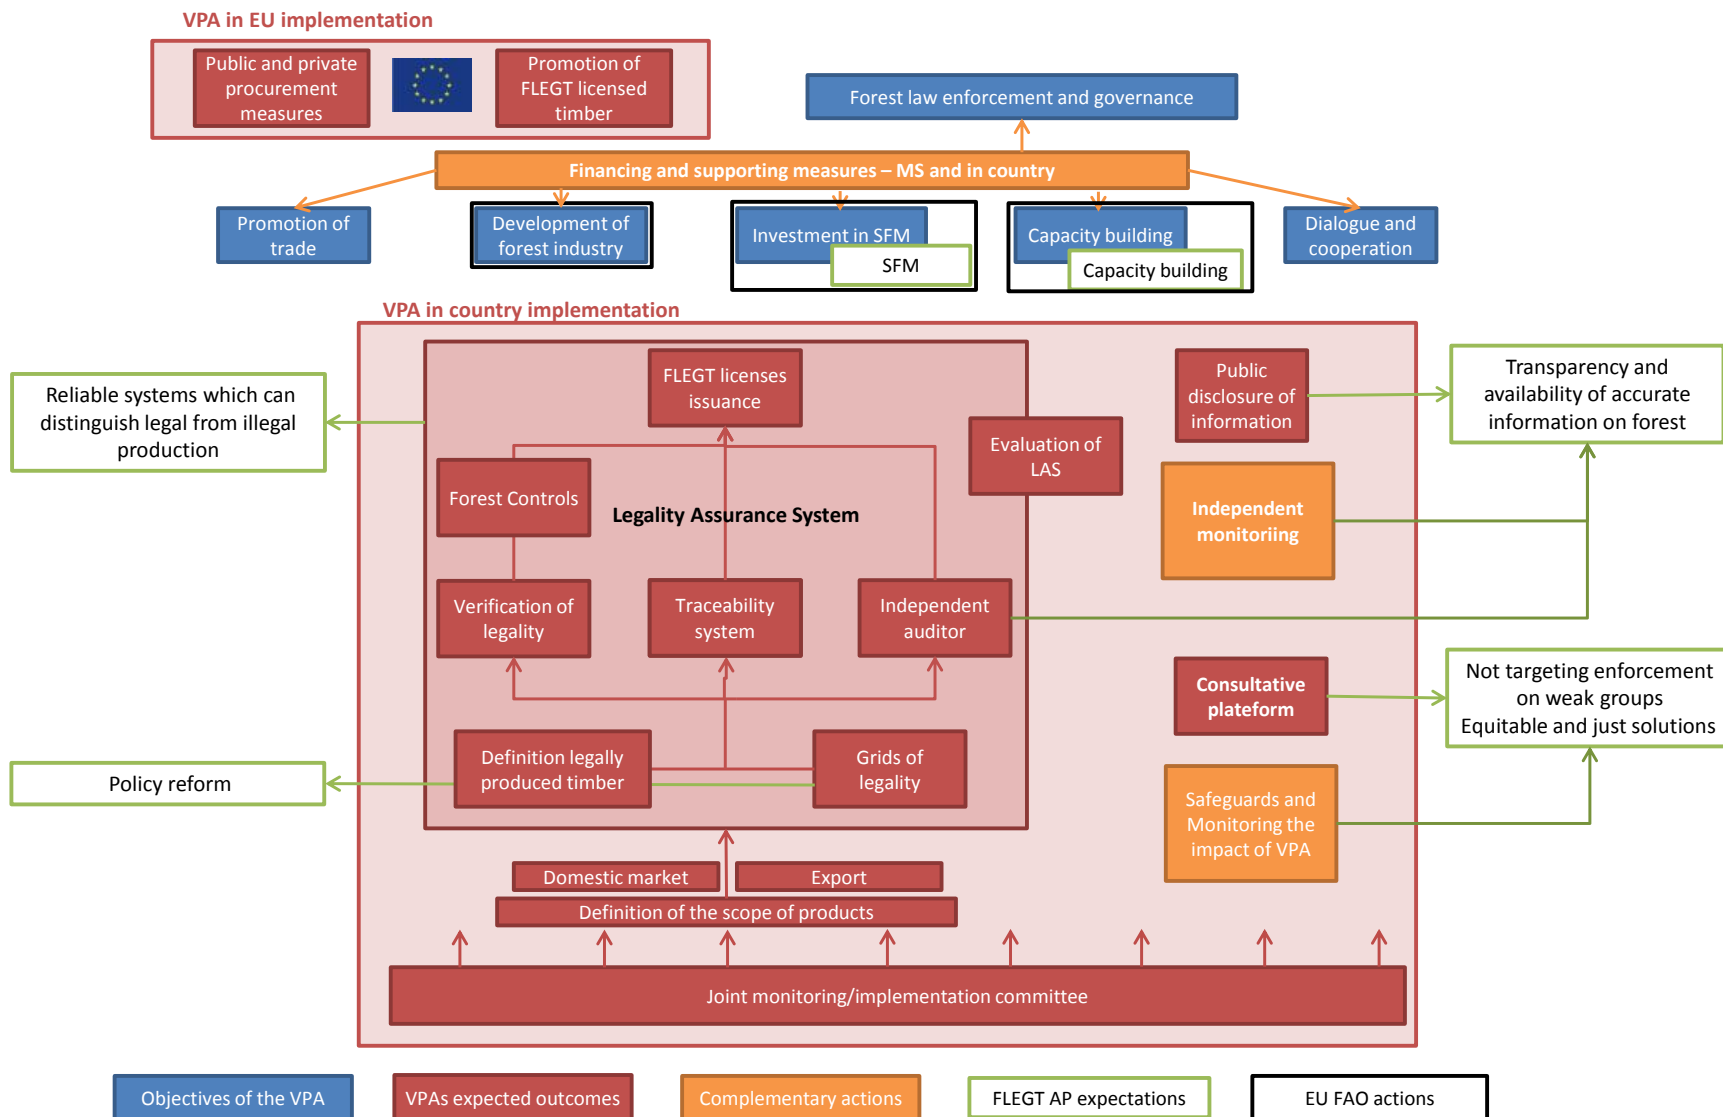 VPA in EU implementation
Public and private
procurement
measures
Promotion of
FLEGT licensed
timber
Forest law enforcement and governance
Financing and supporting measures – MS and in country
Promotion of
trade
Development of
forest industry
Investment in SFM
SFM
Capacity building
Capacity building
Dialogue and
cooperation
VPA in country implementation
FLEGT licenses
issuance
Public
disclosure of
information
Transparency and
availability of accurate
information on forest
Reliable systems which can
distinguish legal from illegal
production
Evaluation of
LAS
Forest Controls
Legality Assurance System
Independent
monitoriing
Verification of
legality
Traceability
system
Independent
auditor
Consultative
plateform
Not targeting enforcement
on weak groups
Equitable and just solutions
Policy reform
Definition legally
produced timber
Grids of
legality
Safeguards and
Monitoring the
impact of VPA
Domestic market
Export
Definition of the scope of products
Joint monitoring/implementation committee
Objectives of the VPA
VPAs expected outcomes
Complementary actions
FLEGT AP expectations
EU FAO actions